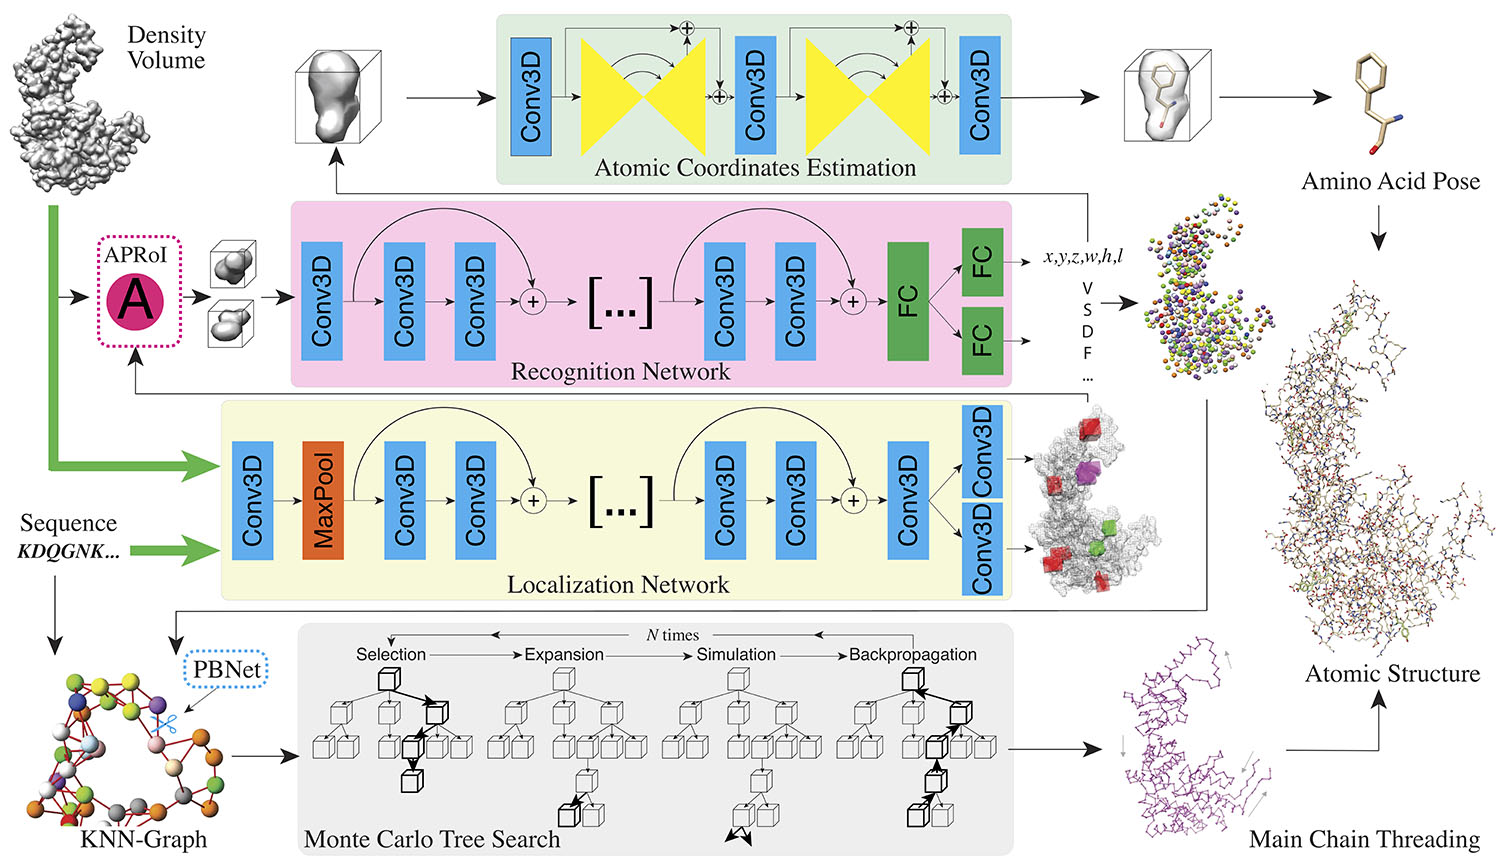 Density
Volume
Conv3D
Conv3D
Conv3D
Atomic Coordinates Estimation
Amino Acid Pose
APRoI
A
Conv3D
Conv3D
Conv3D
[...]
Conv3D
Conv3D
FC
FC
FC
Recognition Network
x,y,z,w,h,l
V
S
D
F
...
Conv3D
MaxPool
Conv3D
Conv3D
[...]
Conv3D
Conv3D
Conv3D
Conv3D
Conv3D
Localization Network
Sequence
KDQGNK...
PBNet
KNN-Graph
N times
Selection
Expansion
Simulation
Backpropagation
Monte Carlo Tree Search
Main Chain Threading
Atomic Structure